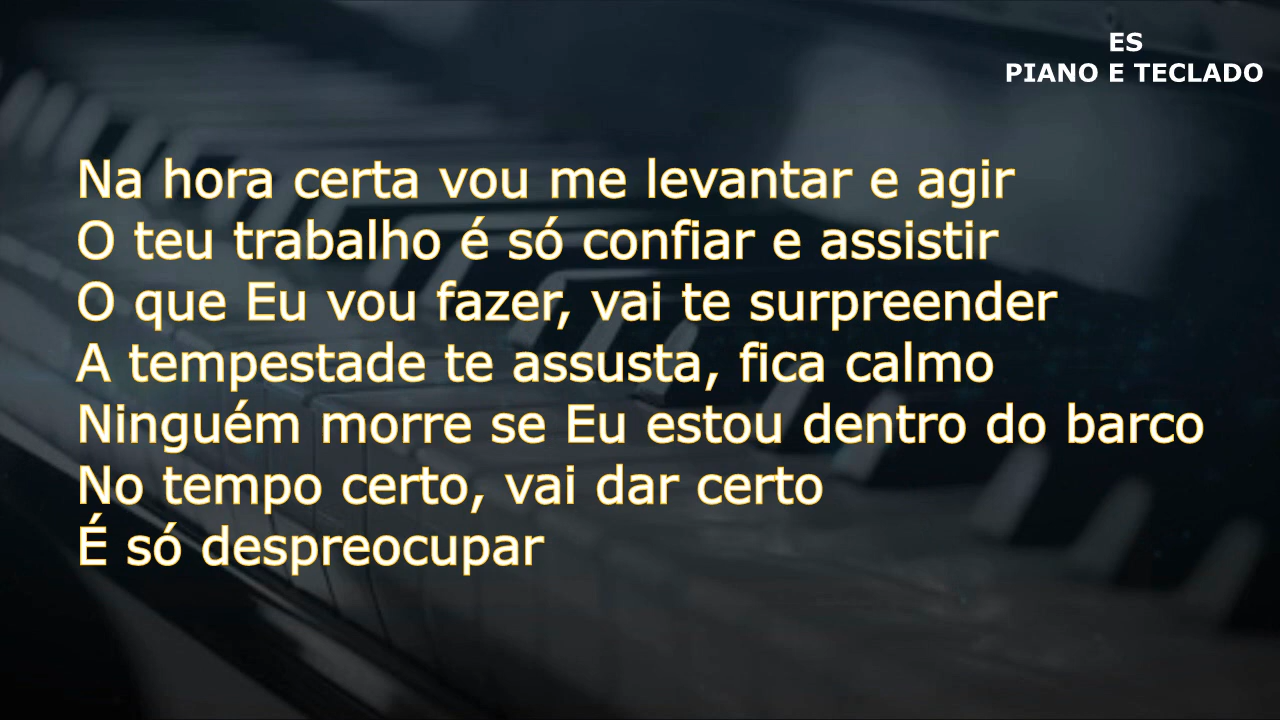 ES
PIANO E TECLADO
Na hora certa vou me levantar e agir
O teu trabalho é só confiar e assistir
O que Eu vou fazer, vai te surpreender
A tempestade te assusta, fica calmo
Ninguém morre se Eu estou dentro do barco
No tempo certo, vai dar certo
É só despreocupar